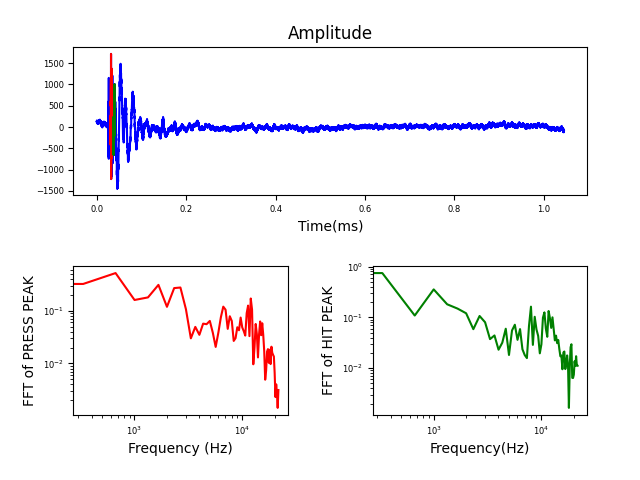 Amplitude
1500
1000
500
0
−500
−1000
−1500
0.0 0.2 0.4 0.6 0.8 1.0
Time(ms)
FFT of PRESS PEAK
10⁻¹
10⁻²
10³ 10⁴
Frequency (Hz)
FFT of HIT PEAK
10⁰
10⁻¹
10⁻²
10³ 10⁴
Frequency(Hz)